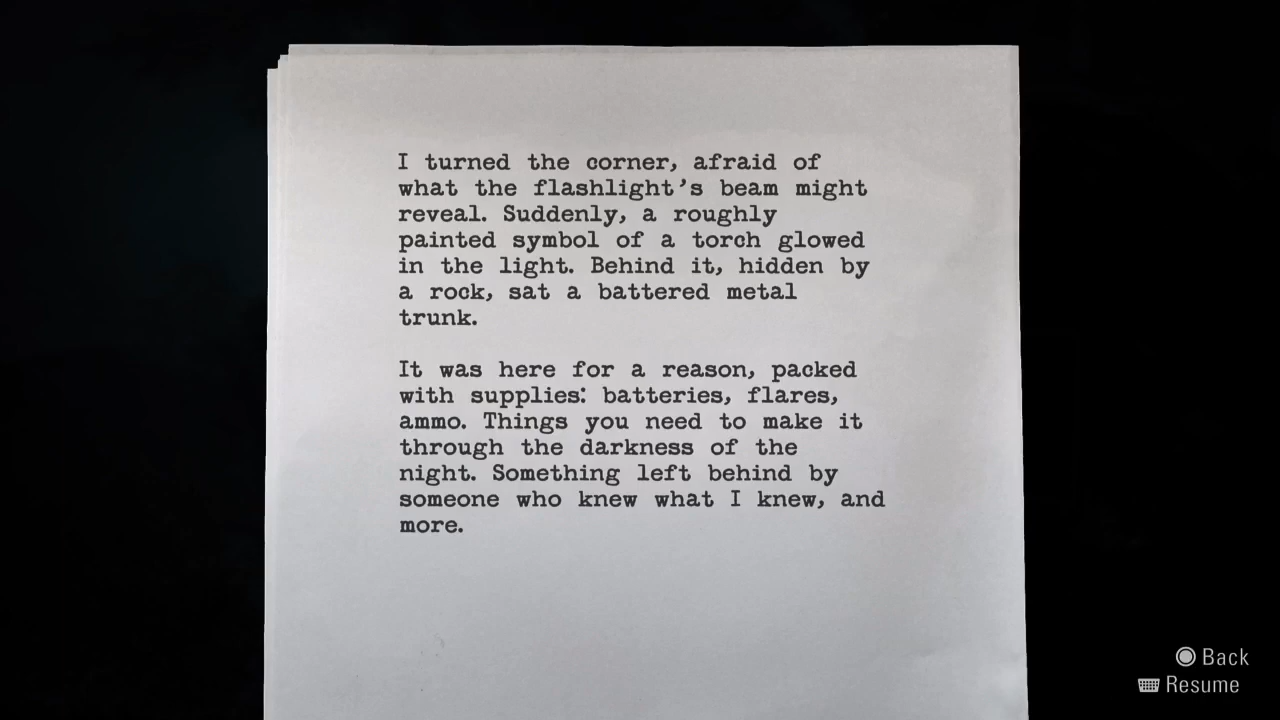 I turned the corner, afraid of
what the flashlight's beam might
reveal. Suddenly, a roughly
painted symbol of a torch glowed
in the light. Behind it, hidden by
a rock, sat a battered metal
trunk.
It was here for a reason, packed
with supplies: batteries, flares,
ammo. Things you need to make it
through the darkness of the
night. Something left behind by
someone who knew what I knew, and
more.
Back
Resume